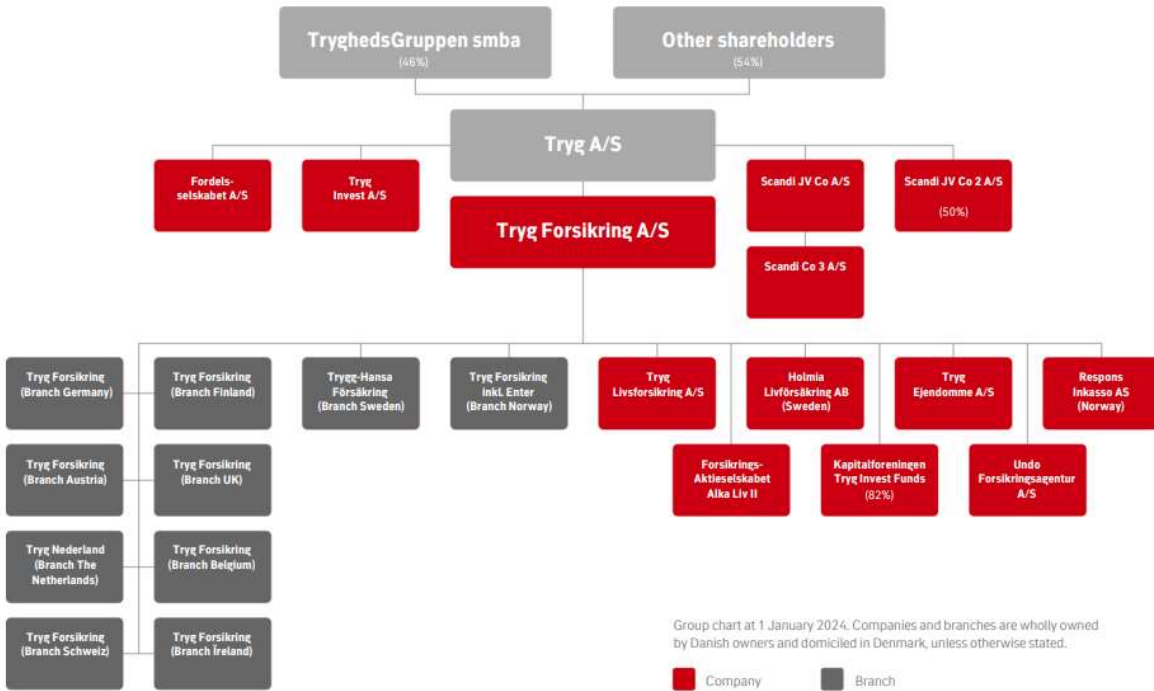 TryghedsGruppen smba
(46%)
Other shareholders
(54%)
Tryg A/S
Fordels-
selskabet A/S
Tryg
Invest A/S
Scandi JV Co A/S
Scandi JV Co 2 A/S
(50%)
Tryg Forsikring A/S
Scandi Co 3 A/S
Tryg Forsikring
(Branch Germany)
Tryg Forsikring
(Branch Finland)
Trygg-Hansa
Försäkring
(Branch Sweden)
Tryg Forsikring
inkl. Enter
(Branch Norway)
Tryg
Livsforsikring A/S
Holmia
Livförsäkring AB
(Sweden)
Tryg
Ejendomme A/S
Respons
Inkasso AS
(Norway)
Tryg Forsikring
(Branch Austria)
Tryg Forsikring
(Branch UK)
Forsikrings-
Aktieselskabet
Alka Liv II
Kapitalforeningen
Tryg Invest Funds
(82%)
Undo
Forsikringsagentur
A/S
Tryg Nederland
(Branch The
Netherlands)
Tryg Forsikring
(Branch Belgium)
Tryg Forsikring
(Branch Schweiz)
Tryg Forsikring
(Branch Ireland)
Group chart at 1 January 2024. Companies and branches are wholly owned
by Danish owners and domiciled in Denmark, unless otherwise stated.
Company
Branch